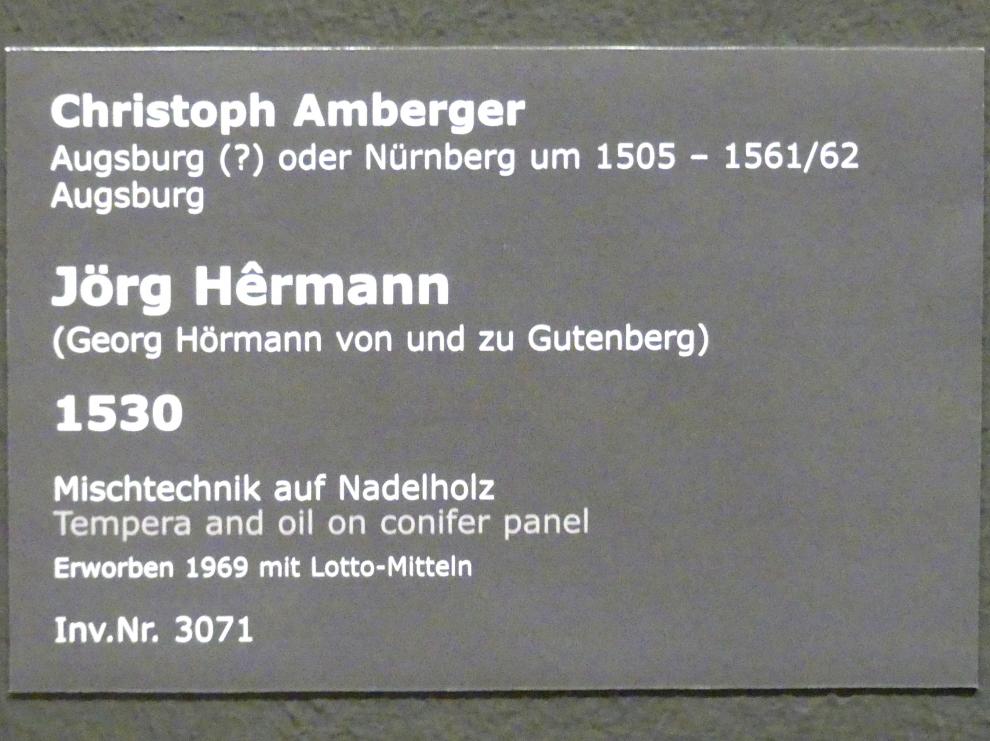 Christoph Amberger
Augsburg (?) oder Nürnberg um 1505 – 1561/62
Augsburg
Jörg Hêrmann
(Georg Hörmann von und zu Gutenberg)
1530
Mischtechnik auf Nadelholz
Tempera and oil on conifer panel
Erworben 1969 mit Lotto-Mitteln
Inv.Nr. 3071